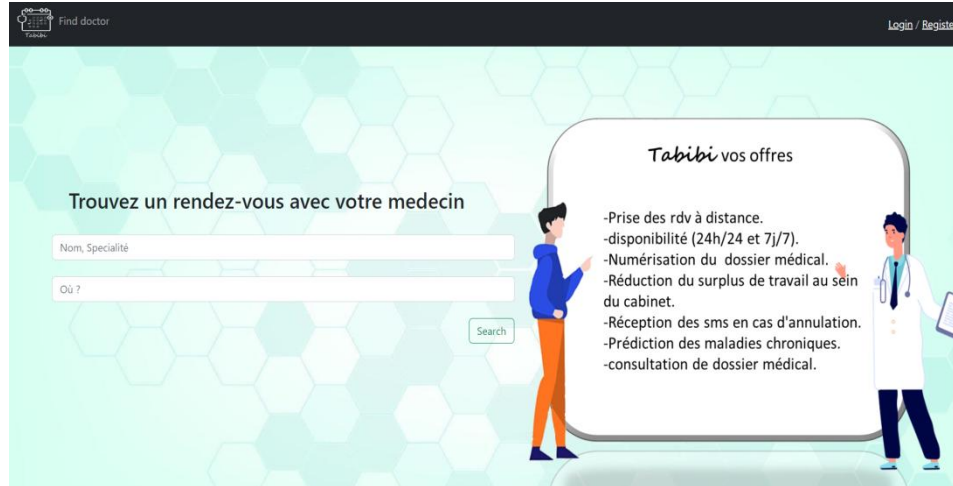 Tabibi
Find doctor
Login / Registe
Trouvez un rendez-vous avec votre medecin
Nom, Specialité
Où ?
Search
Tabibi vos offres
-Prise des rdv à distance.
-disponibilité (24h/24 et 7j/7).
-Numérisation du dossier médical.
-Réduction du surplus de travail au sein
du cabinet.
-Réception des sms en cas d'annulation.
-Prédiction des maladies chroniques.
-consultation de dossier médical.